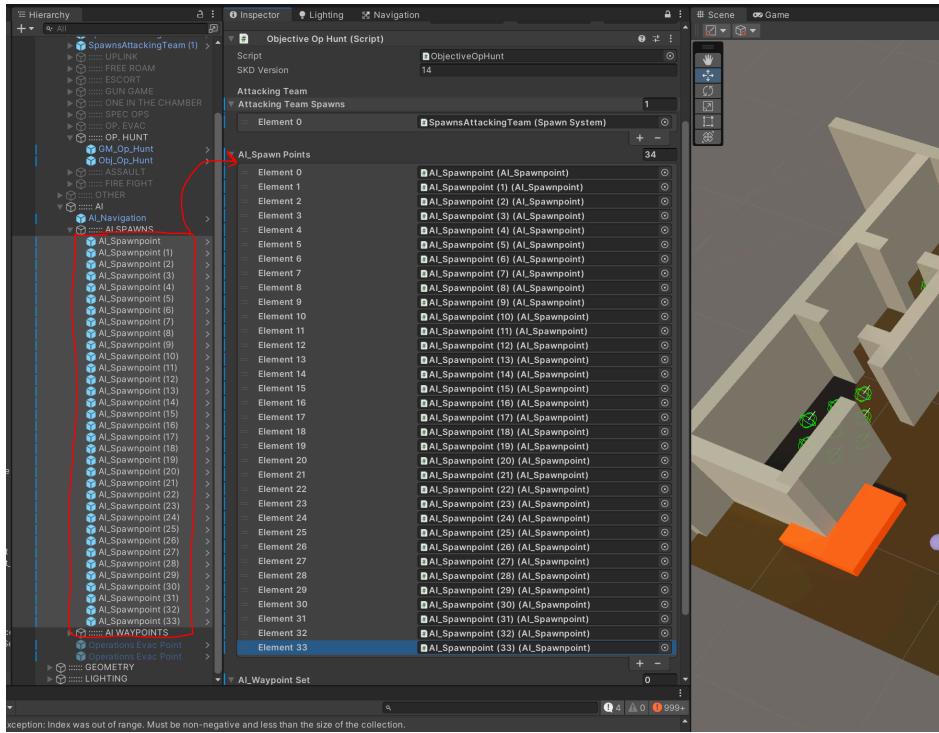 Hierarchy
All
SpawnsAttackingTeam (1)
:::::: UPLINK
:::::: FREE ROAM
:::::: ESCORT
:::::: GUN GAME
:::::: ONE IN THE CHAMBER
:::::: SPEC OPS
:::::: OP. EVAC
:::::: OP. HUNT
GM_Op_Hunt
Obj_Op_Hunt
:::::: ASSAULT
:::::: FIRE FIGHT
:::::: OTHER
:::::: AI
AI_Navigation
:::::: AI SPAWNS
AI_Spawnpoint
AI_Spawnpoint (1)
AI_Spawnpoint (2)
AI_Spawnpoint (3)
AI_Spawnpoint (4)
AI_Spawnpoint (5)
AI_Spawnpoint (6)
AI_Spawnpoint (7)
AI_Spawnpoint (8)
AI_Spawnpoint (9)
AI_Spawnpoint (10)
AI_Spawnpoint (11)
AI_Spawnpoint (12)
AI_Spawnpoint (13)
AI_Spawnpoint (14)
AI_Spawnpoint (15)
AI_Spawnpoint (16)
AI_Spawnpoint (17)
AI_Spawnpoint (18)
AI_Spawnpoint (19)
AI_Spawnpoint (20)
AI_Spawnpoint (21)
AI_Spawnpoint (22)
AI_Spawnpoint (23)
AI_Spawnpoint (24)
AI_Spawnpoint (25)
AI_Spawnpoint (26)
AI_Spawnpoint (27)
AI_Spawnpoint (28)
AI_Spawnpoint (29)
AI_Spawnpoint (30)
AI_Spawnpoint (31)
AI_Spawnpoint (32)
AI_Spawnpoint (33)
:::::: AI WAYPOINTS
Operations Evac Point
Operations Evac Point
:::::: GEOMETRY
:::::: LIGHTING
Inspector Lighting Navigation
Objective Op Hunt (Script)
Script ObjectiveOpHunt
SKD Version 14
Attacking Team
Attacking Team Spawns 1
Element 0 SpawnsAttackingTeam (Spawn System)
AI_Spawn Points 34
Element 0 AI_Spawnpoint (AI_Spawnpoint)
Element 1 AI_Spawnpoint (1) (AI_Spawnpoint)
Element 2 AI_Spawnpoint (2) (AI_Spawnpoint)
Element 3 AI_Spawnpoint (3) (AI_Spawnpoint)
Element 4 AI_Spawnpoint (4) (AI_Spawnpoint)
Element 5 AI_Spawnpoint (5) (AI_Spawnpoint)
Element 6 AI_Spawnpoint (6) (AI_Spawnpoint)
Element 7 AI_Spawnpoint (7) (AI_Spawnpoint)
Element 8 AI_Spawnpoint (8) (AI_Spawnpoint)
Element 9 AI_Spawnpoint (9) (AI_Spawnpoint)
Element 10 AI_Spawnpoint (10) (AI_Spawnpoint)
Element 11 AI_Spawnpoint (11) (AI_Spawnpoint)
Element 12 AI_Spawnpoint (12) (AI_Spawnpoint)
Element 13 AI_Spawnpoint (13) (AI_Spawnpoint)
Element 14 AI_Spawnpoint (14) (AI_Spawnpoint)
Element 15 AI_Spawnpoint (15) (AI_Spawnpoint)
Element 16 AI_Spawnpoint (16) (AI_Spawnpoint)
Element 17 AI_Spawnpoint (17) (AI_Spawnpoint)
Element 18 AI_Spawnpoint (18) (AI_Spawnpoint)
Element 19 AI_Spawnpoint (19) (AI_Spawnpoint)
Element 20 AI_Spawnpoint (20) (AI_Spawnpoint)
Element 21 AI_Spawnpoint (21) (AI_Spawnpoint)
Element 22 AI_Spawnpoint (22) (AI_Spawnpoint)
Element 23 AI_Spawnpoint (23) (AI_Spawnpoint)
Element 24 AI_Spawnpoint (24) (AI_Spawnpoint)
Element 25 AI_Spawnpoint (25) (AI_Spawnpoint)
Element 26 AI_Spawnpoint (26) (AI_Spawnpoint)
Element 27 AI_Spawnpoint (27) (AI_Spawnpoint)
Element 28 AI_Spawnpoint (28) (AI_Spawnpoint)
Element 29 AI_Spawnpoint (29) (AI_Spawnpoint)
Element 30 AI_Spawnpoint (30) (AI_Spawnpoint)
Element 31 AI_Spawnpoint (31) (AI_Spawnpoint)
Element 32 AI_Spawnpoint (32) (AI_Spawnpoint)
Element 33 AI_Spawnpoint (33) (AI_Spawnpoint)
AI_Waypoint Set 0
Scene Game
4 0 999+
xception: Index was out of range. Must be non-negative and less than the size of the collection.